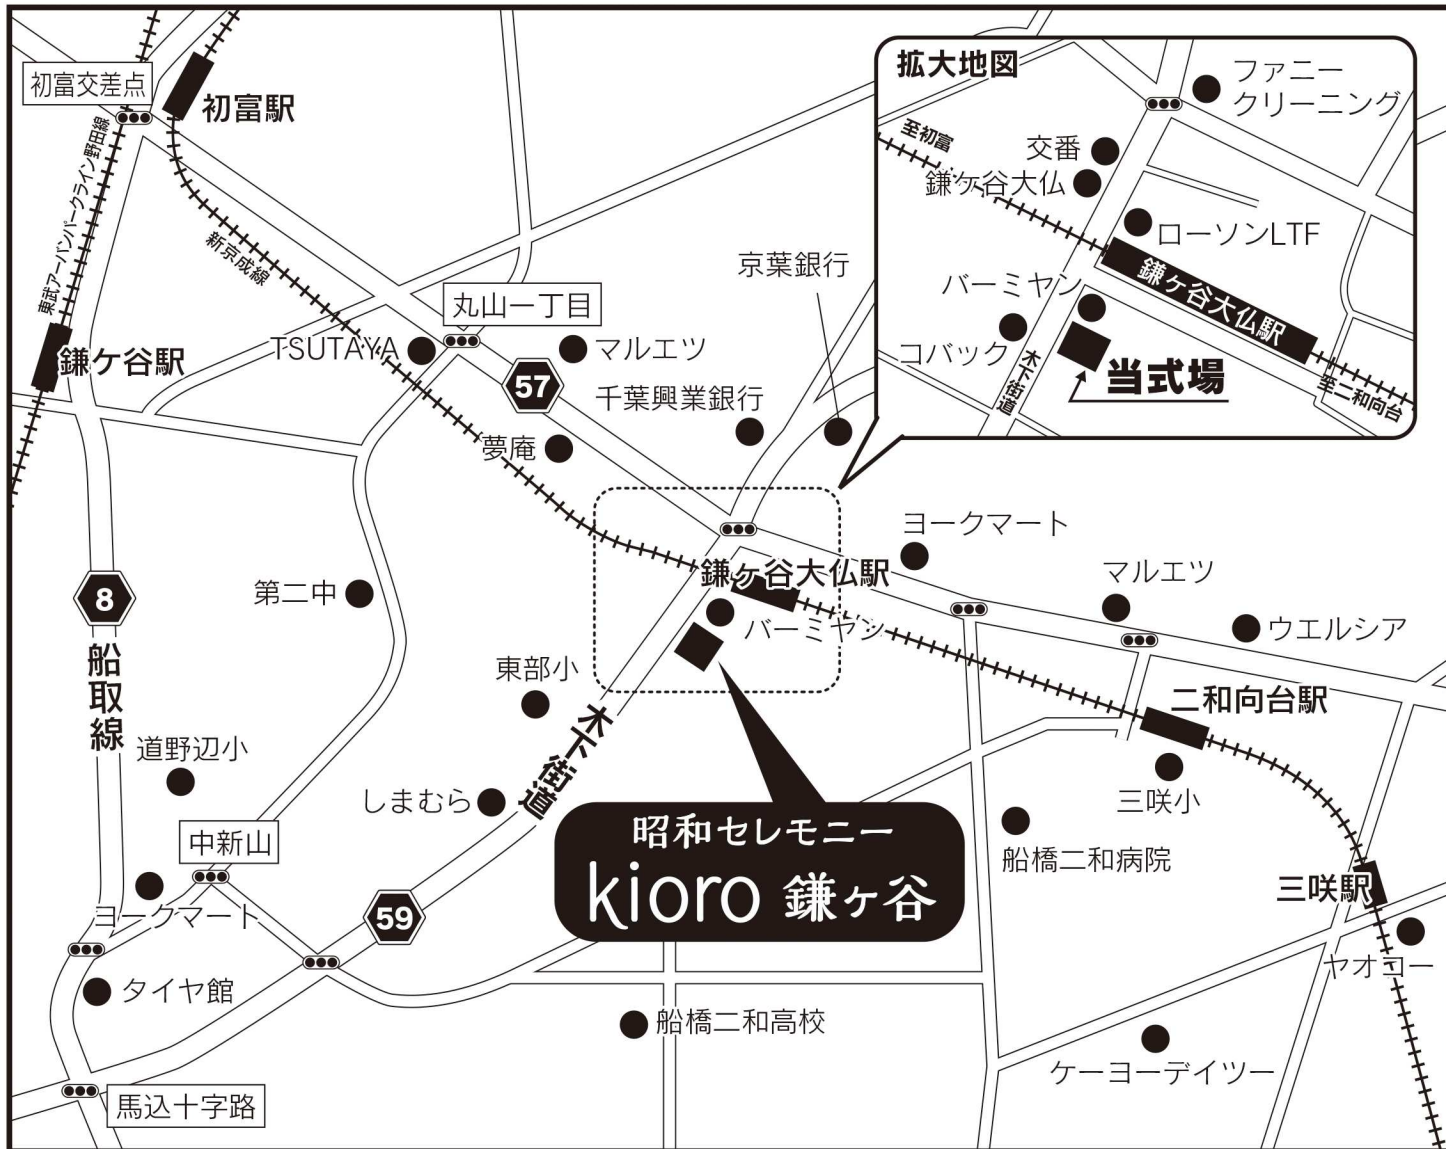 初富交差点
初富駅
東武アーバンパークライン野田線
新京成線
鎌ケ谷駅
TSUTAYA
丸山一丁目
マルエツ
57
千葉興業銀行
京葉銀行
夢庵
拡大地図
ファニー
クリーニング
至初富
交番
鎌ケ谷大仏
ローソンLTF
鎌ヶ谷大仏駅
バーミヤン
コバック
木下街道
当式場
至二和向台
8
船取線
第二中
鎌ヶ谷大仏駅
バーミヤン
ヨークマート
マルエツ
ウエルシア
東部小
木下街道
二和向台駅
道野辺小
しまむら
三咲小
中新山
昭和セレモニー
kioro 鎌ヶ谷
船橋二和病院
三咲駅
ヨークマート
59
ヤオコー
タイヤ館
船橋二和高校
ケーヨーデイツー
馬込十字路